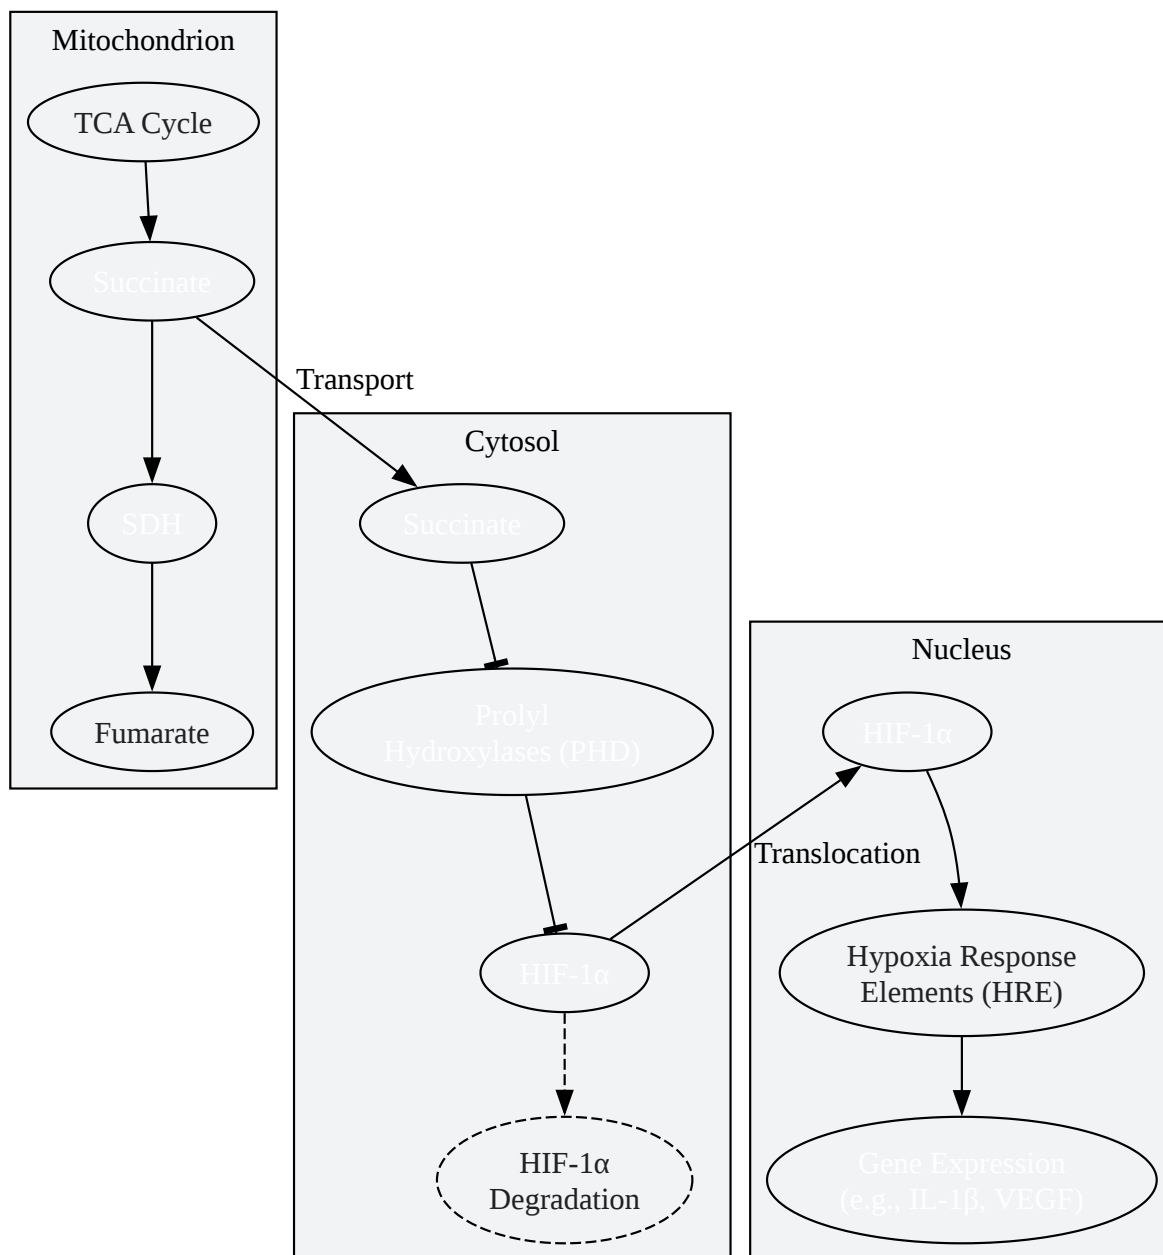 Mitochondrion
TCA Cycle
Succinate
SDH
Fumarate
Transport
Cytosol
Succinate
Prolyl
Hydroxylases (PHD)
HIF-1α
HIF-1α
Degradation
Translocation
Nucleus
HIF-1α
Hypoxia Response
Elements (HRE)
Gene Expression
(e.g., IL-1β, VEGF)